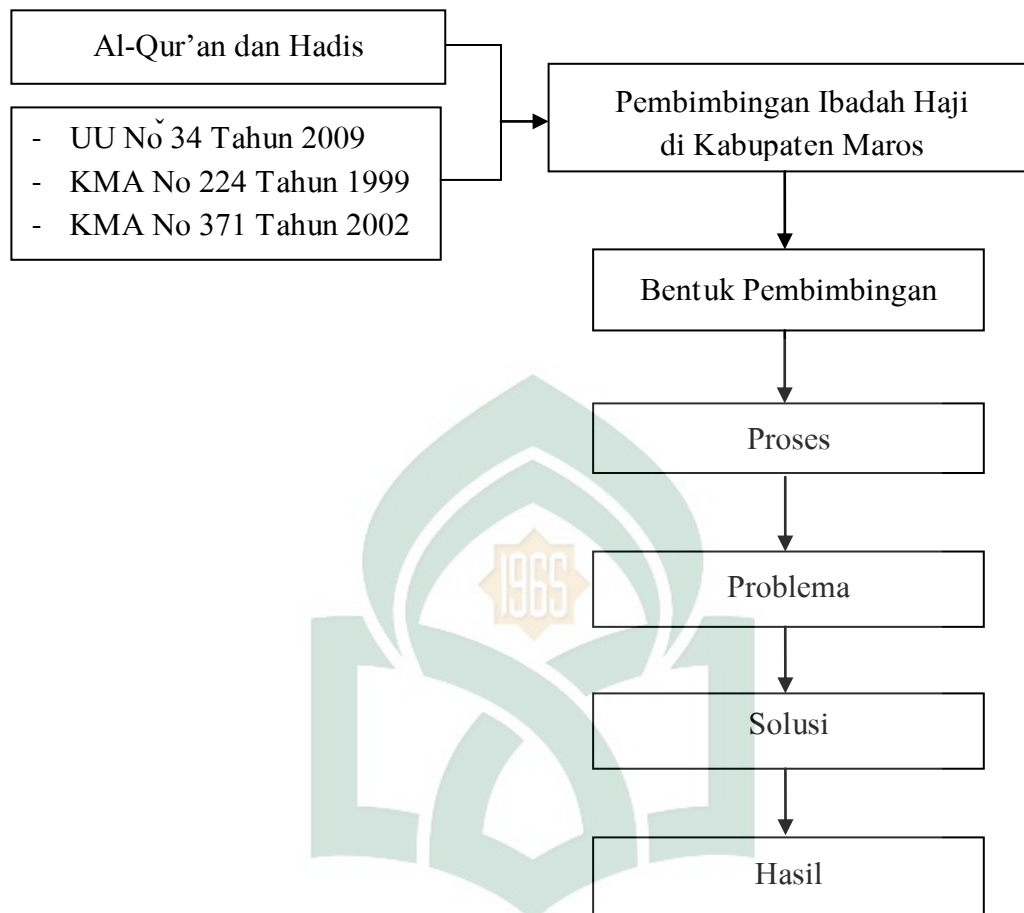 Al-Qur’an dan Hadis
- UU No 34 Tahun 2009
- KMA No 224 Tahun 1999
- KMA No 371 Tahun 2002
Pembimbingan Ibadah Haji
di Kabupaten Maros
Bentuk Pembimbingan
Proses
1965
Problema
Solusi
Hasil